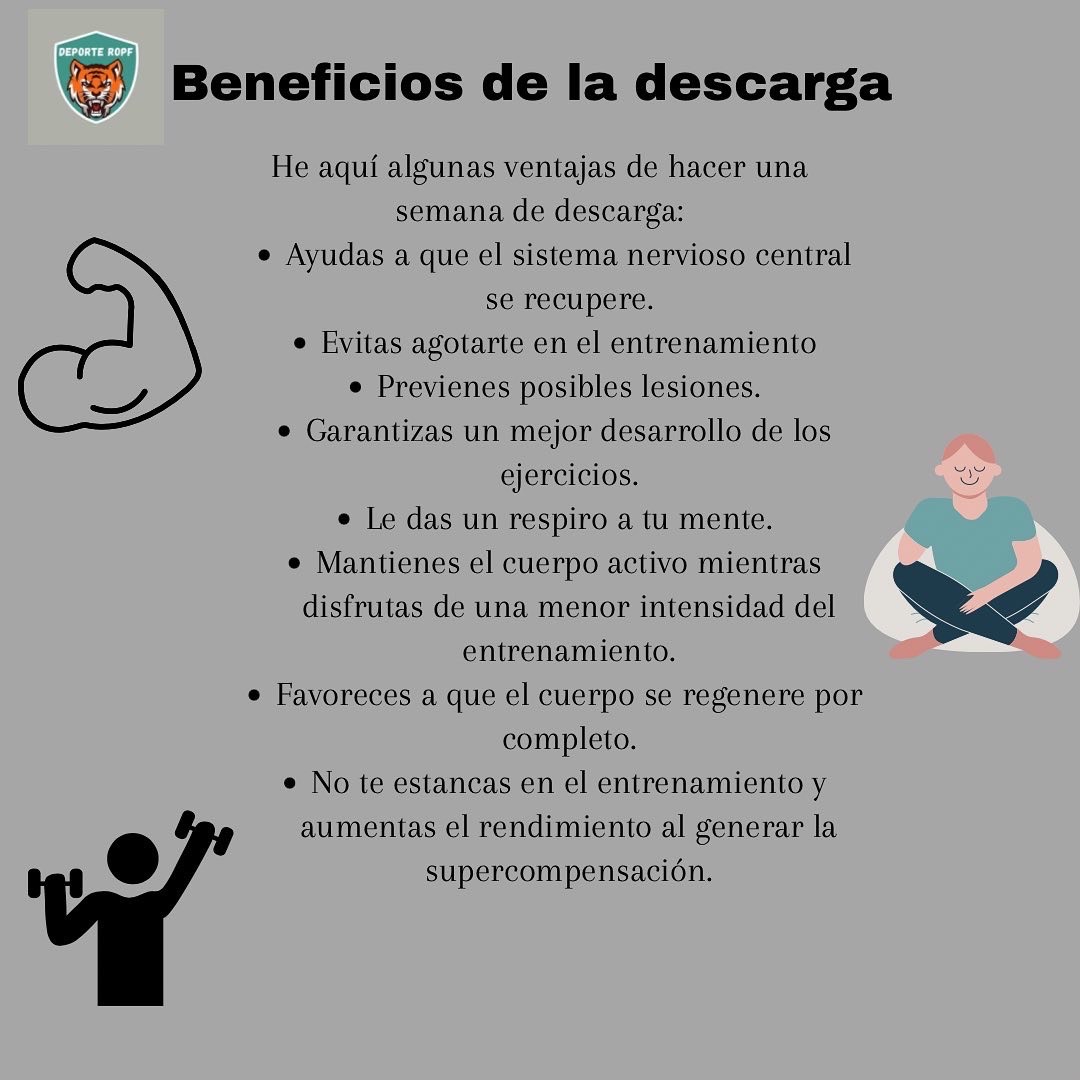 DEPORTE ROPF
Beneficios de la descarga
He aquí algunas ventajas de hacer una
semana de descarga:
• Ayudas a que el sistema nervioso central
se recupere.
• Evitas agotarte en el entrenamiento
• Previenes posibles lesiones.
• Garantizas un mejor desarrollo de los
ejercicios.
• Le das un respiro a tu mente.
• Mantienes el cuerpo activo mientras
disfrutas de una menor intensidad del
entrenamiento.
• Favoreces a que el cuerpo se regenere por
completo.
• No te estancas en el entrenamiento y
aumentas el rendimiento al generar la
supercompensación.